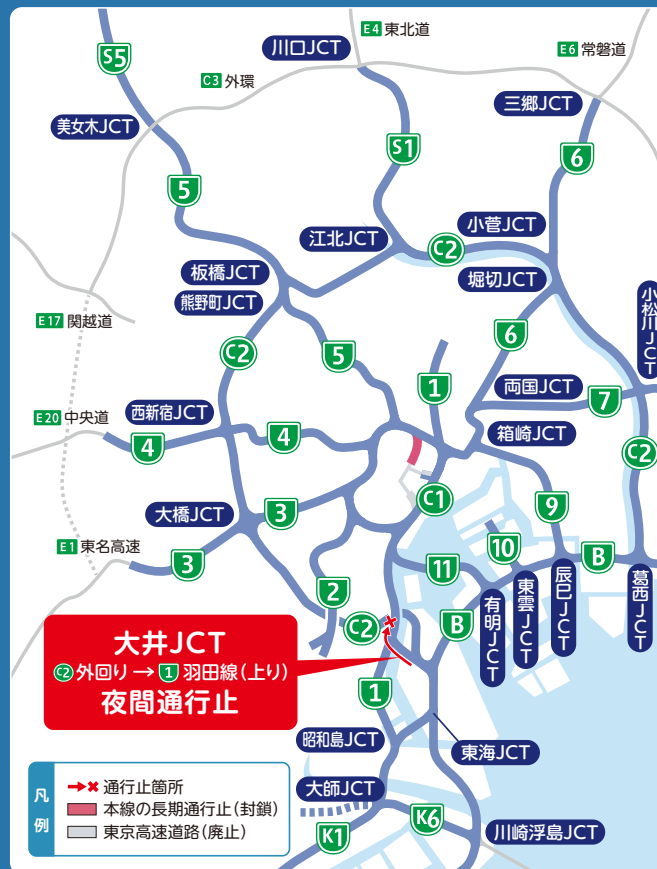 E4 東北道
川口JCT
S5
E6 常磐道
C3 外環
三郷JCT
美女木JCT
S1
6
5
小菅JCT
江北JCT
C2
板橋JCT
堀切JCT
熊野町JCT
小松川JCT
E17 関越道
6
C2
5
1
両国JCT
7
E20 中央道
西新宿JCT
4
4
箱崎JCT
C2
C1
大橋JCT
3
9
E1 東名高速
10
B
3
11
2
有明JCT
東雲JCT
辰巳JCT
葛西JCT
C2
B
大井JCT
C2 外回り → 1 羽田線(上り)
夜間通行止
1
昭和島JCT
東海JCT
大師JCT
K1
K6
川崎浮島JCT
凡例
通行止箇所
本線の長期通行止(封鎖)
東京高速道路(廃止)